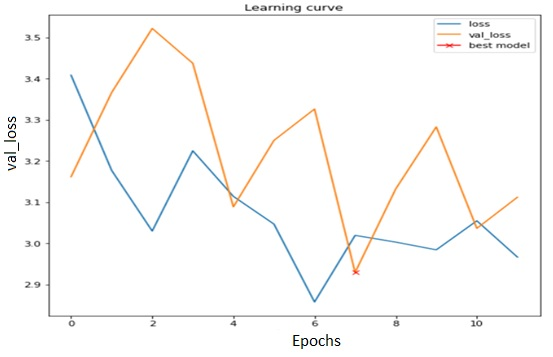 Learning curve
loss
val_loss
best model
3.5
3.4
3.3
3.2
3.1
3.0
2.9
val_loss
0 2 4 6 8 10
Epochs